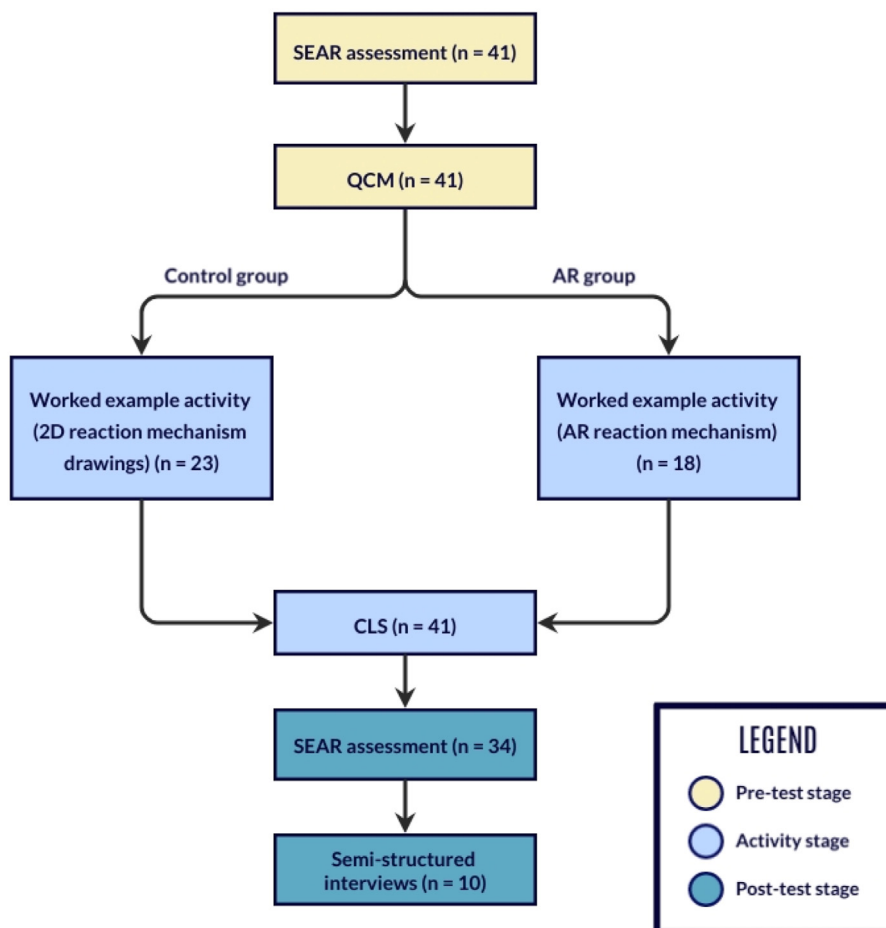 SEAR assessment (n = 41)
QCM (n = 41)
Control group
AR group
Worked example activity
(2D reaction mechanism
drawings) (n = 23)
Worked example activity
(AR reaction mechanism)
(n = 18)
CLS (n = 41)
SEAR assessment (n = 34)
Semi-structured
interviews (n = 10)
LEGEND
Pre-test stage
Activity stage
Post-test stage